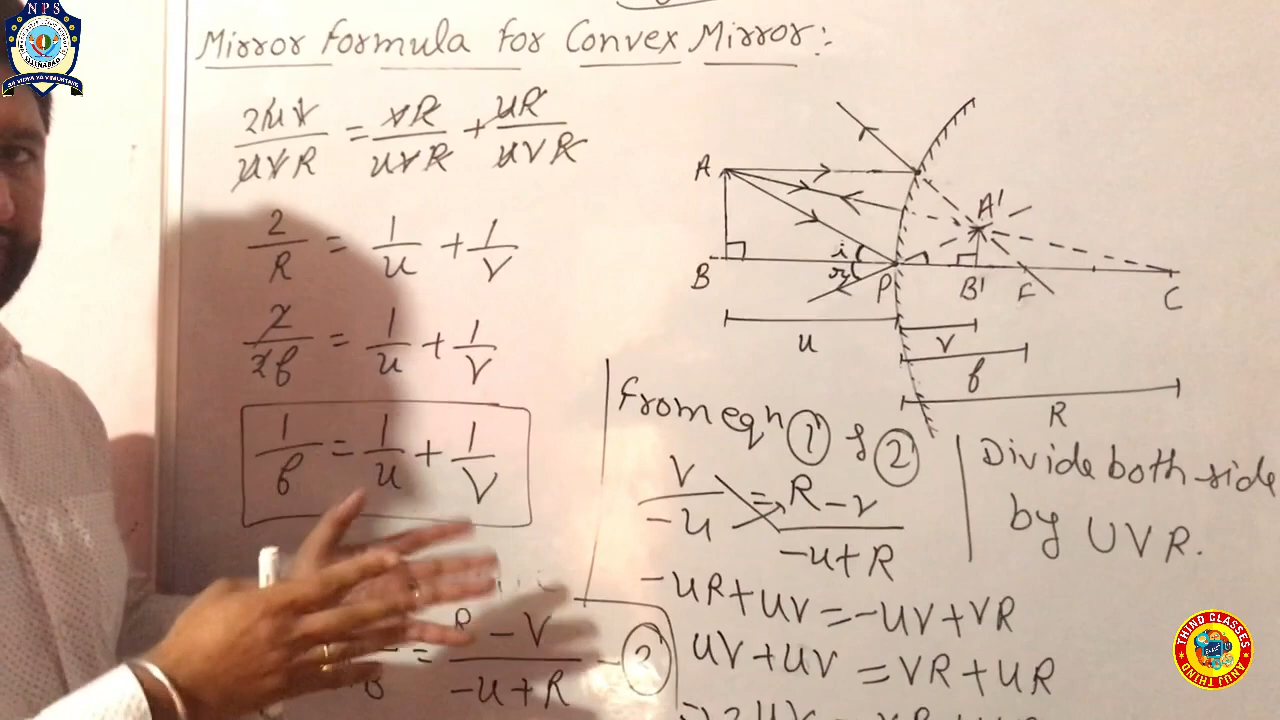 NPS
Mirror formula for Convex Mirror:-
2uv/uvR = vR/uvR + uR/uvR
2/R = 1/u + 1/v
2/2f = 1/u + 1/v
1/f = 1/u + 1/v
R-v/-u+R - 2
A
A'
i
r
B
P
B'
F
C
u
v
f
R
From eqn 1 & 2
v/-u = R-v/-u+R
-uR+uv=-uv+vR
uv+uv=vR+uR
Divide both side
by uvR.
THIND CLASSES
ANUJ THIND